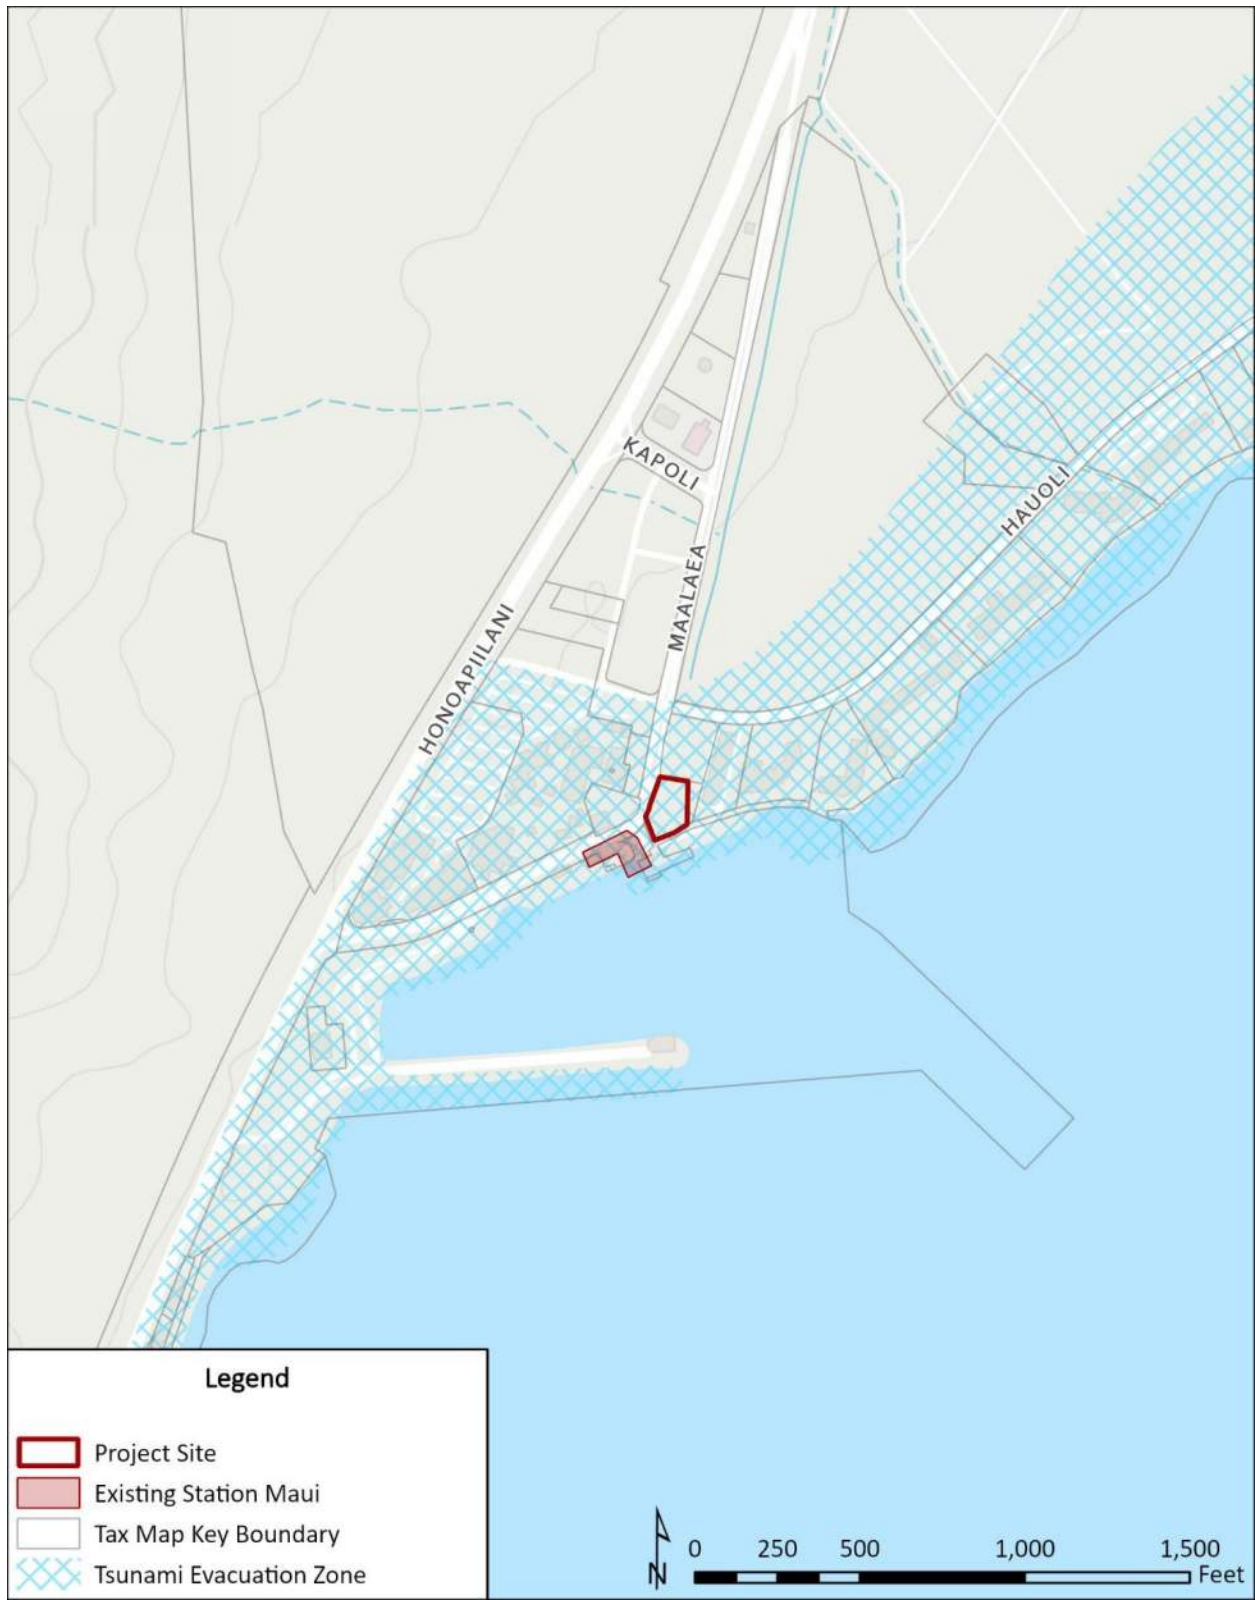 KAPOLI
HAUOLI
MAALAEA
HONOAPIILANI
Legend
Project Site
Existing Station Maui
Tax Map Key Boundary
Tsunami Evacuation Zone
N
0 250 500 1,000 1,500
Feet